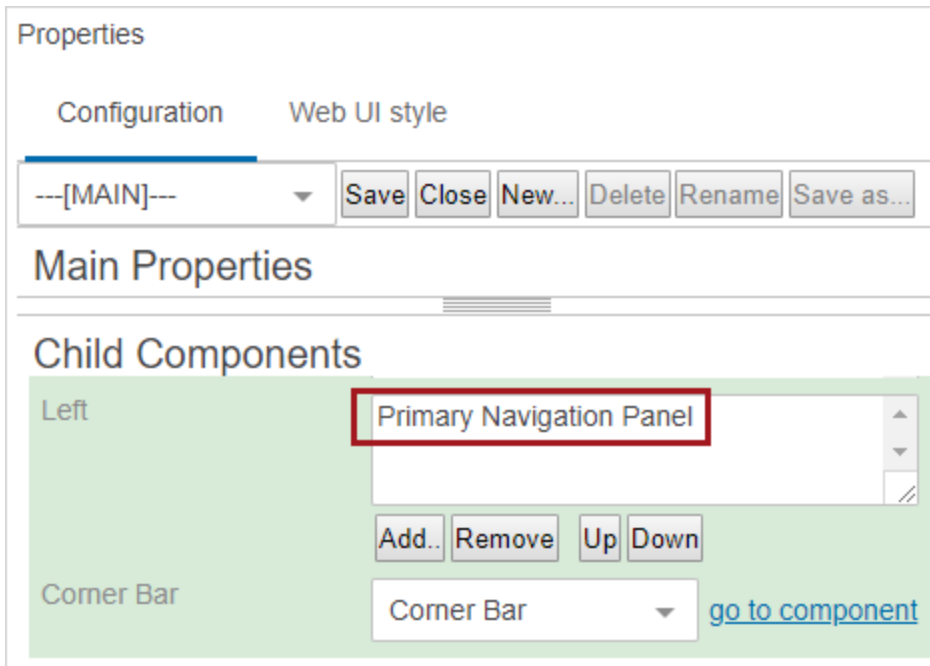 Properties
Configuration Web UI style
---[MAIN]--- Save Close New... Delete Rename Save as...
Main Properties
Child Components
Left Primary Navigation Panel
Add.. Remove Up Down
Corner Bar Corner Bar go to component